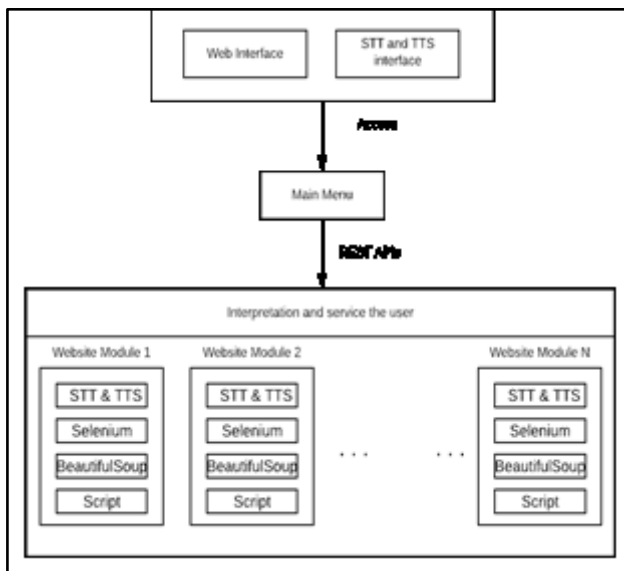 Web Interface
STT and TTS
interface
Access
Main Menu
REST APIs
Interpretation and service the user
Website Module 1
Website Module 2
Website Module N
STT & TTS
Selenium
BeautifulSoup
Script
STT & TTS
Selenium
BeautifulSoup
Script
. . .
. . .
STT & TTS
Selenium
BeautifulSoup
Script